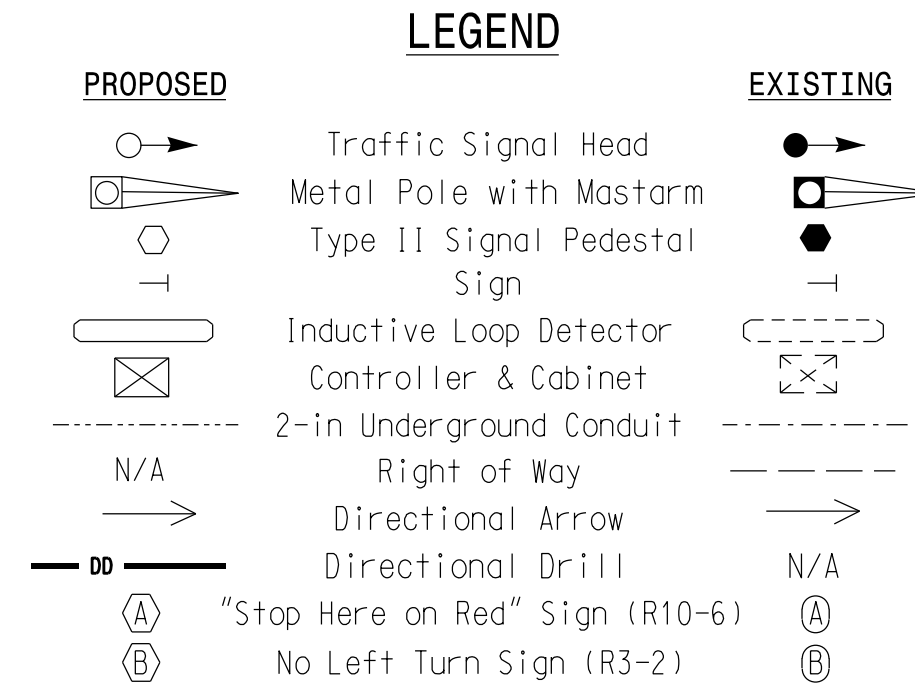 LEGEND
PROPOSED EXISTING
Traffic Signal Head
Metal Pole with Mastarm
Type II Signal Pedestal
Sign
Inductive Loop Detector
Controller & Cabinet
2-in Underground Conduit
N/A Right of Way
Directional Arrow
DD Directional Drill N/A
A "Stop Here on Red" Sign (R10-6) A
B No Left Turn Sign (R3-2) B